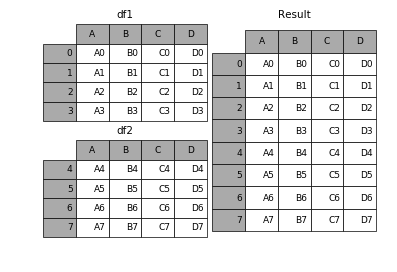 df1
A B C D
0 A0 B0 C0 D0
1 A1 B1 C1 D1
2 A2 B2 C2 D2
3 A3 B3 C3 D3
df2
A B C D
4 A4 B4 C4 D4
5 A5 B5 C5 D5
6 A6 B6 C6 D6
7 A7 B7 C7 D7
Result
A B C D
0 A0 B0 C0 D0
1 A1 B1 C1 D1
2 A2 B2 C2 D2
3 A3 B3 C3 D3
4 A4 B4 C4 D4
5 A5 B5 C5 D5
6 A6 B6 C6 D6
7 A7 B7 C7 D7